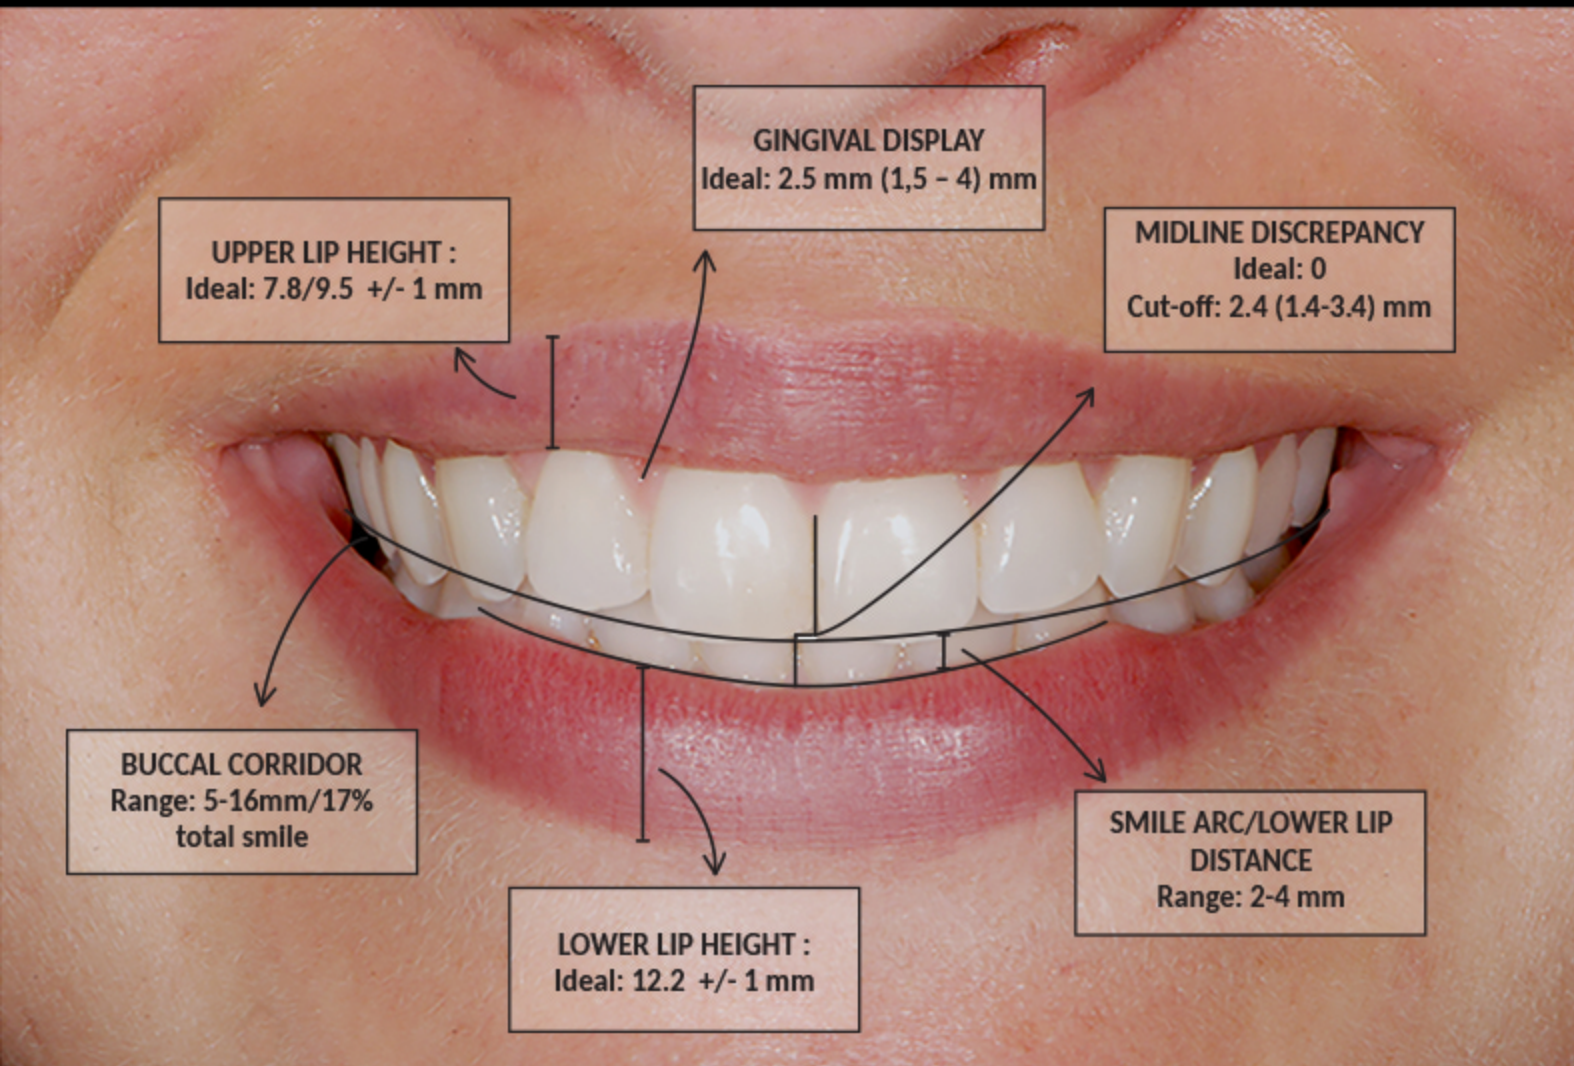 GINGIVAL DISPLAY
Ideal: 2.5 mm (1,5 – 4) mm
UPPER LIP HEIGHT :
Ideal: 7.8/9.5 +/- 1 mm
MIDLINE DISCREPANCY
Ideal: 0
Cut-off: 2.4 (1.4-3.4) mm
BUCCAL CORRIDOR
Range: 5-16mm/17%
total smile
SMILE ARC/LOWER LIP
DISTANCE
Range: 2-4 mm
LOWER LIP HEIGHT :
Ideal: 12.2 +/- 1 mm